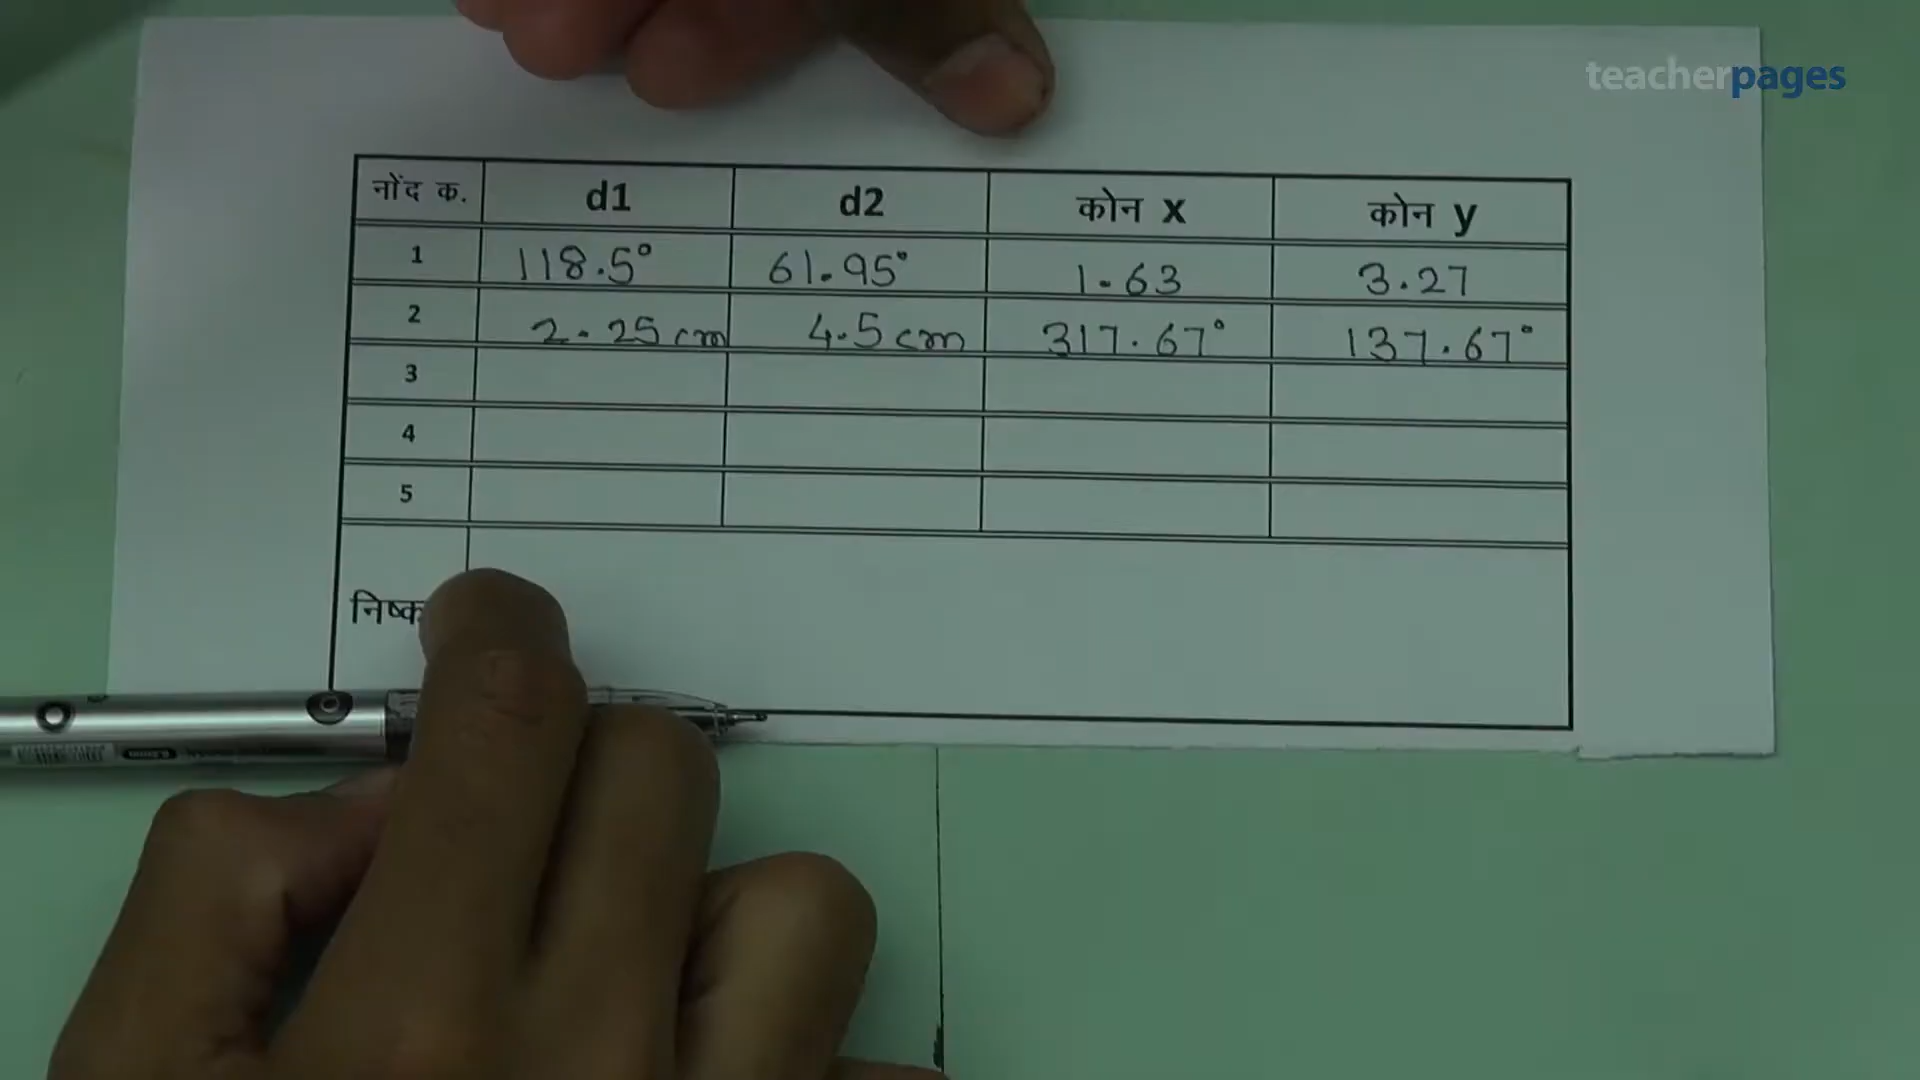 teacherpages
नोंद क. d1 d2 कोन x कोन y
1 118.5° 61.95° 1.63 3.27
2 2.25 cm 4.5 cm 317.67° 137.67°
3
4
5